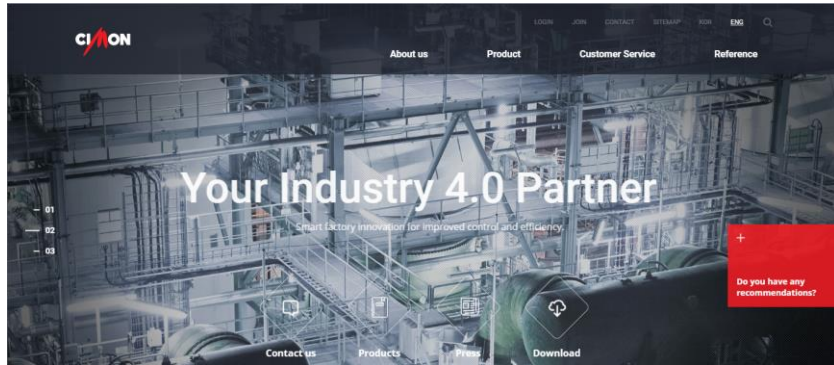 CIMON
LOGIN JOIN CONTACT SITEMAP KOR ENG
About us Product Customer Service Reference
Your Industry 4.0 Partner
Smart factory innovation for improved control and efficiency.
01
02
03
+
Do you have any
recommendations?
Contact us Products Press Download